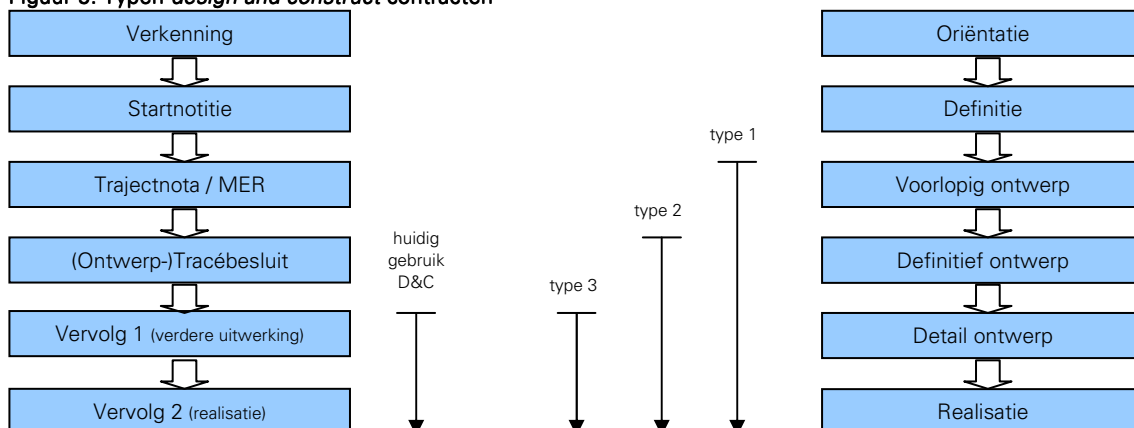 Figuur 3: Typen design and construct contracten
Verkenning
Startnotitie
Trajectnota / MER
(Ontwerp-)Tracébesluit
Vervolg 1 (verdere uitwerking)
Vervolg 2 (realisatie)
huidig
gebruik
D&C
type 3
type 2
type 1
Oriëntatie
Definitie
Voorlopig ontwerp
Definitief ontwerp
Detail ontwerp
Realisatie